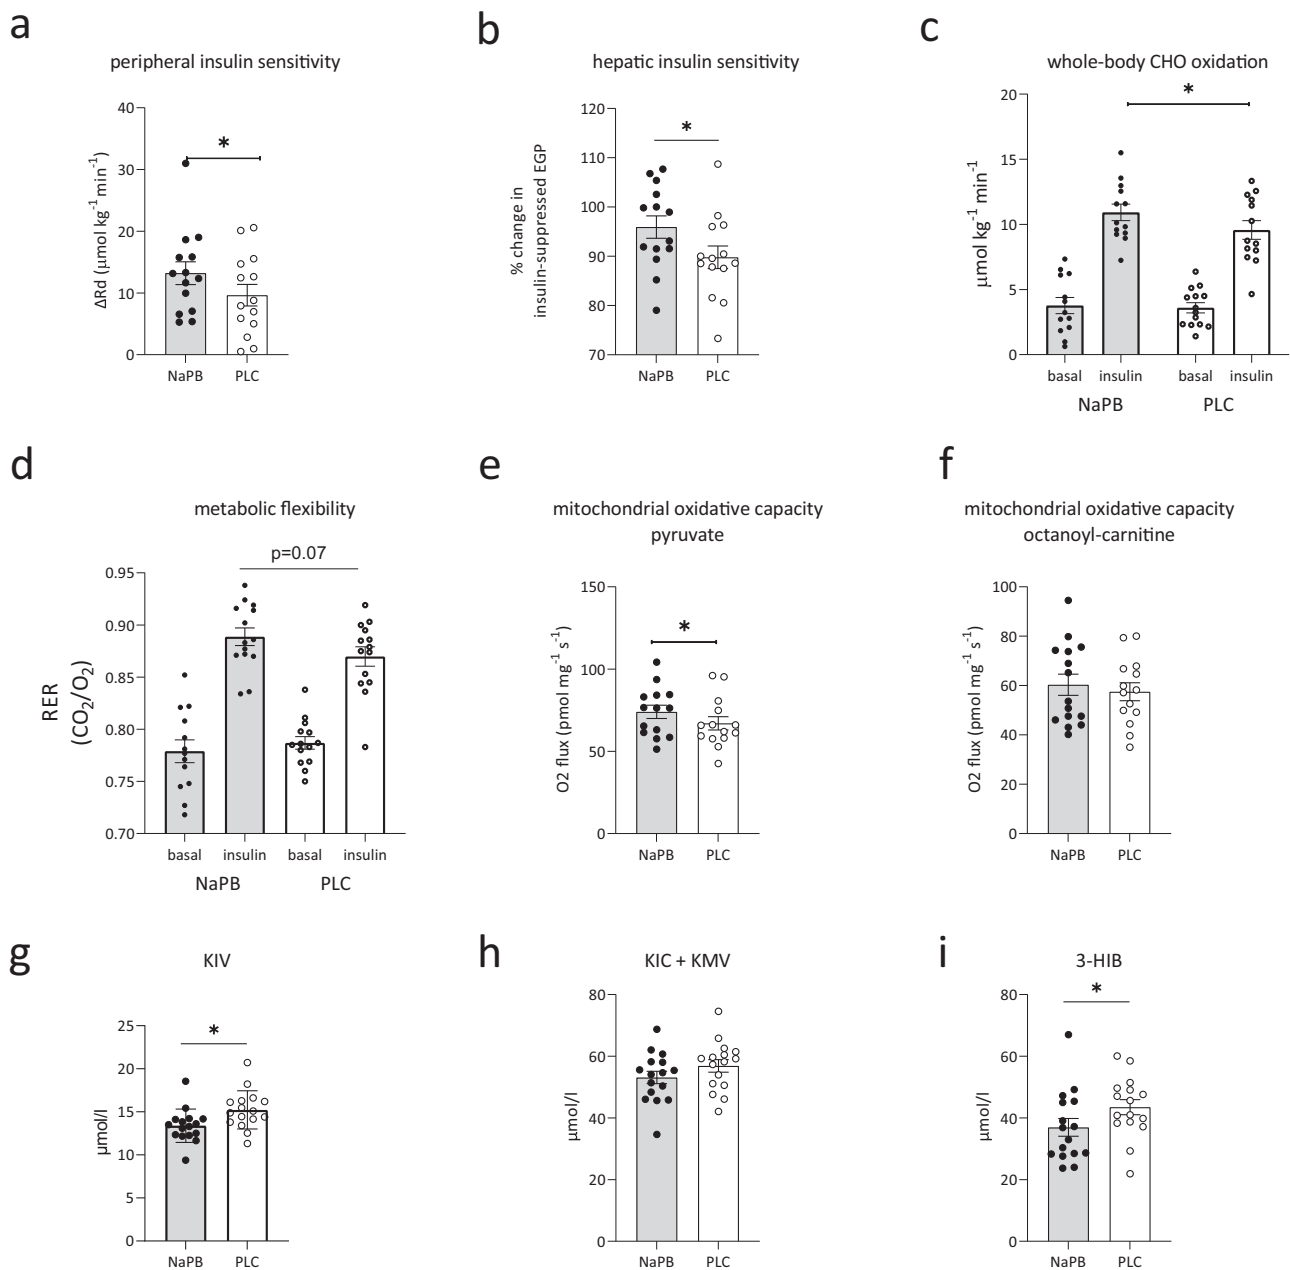 a
peripheral insulin sensitivity
ΔRd (µmol kg⁻¹ min⁻¹)
40
30
20
10
0
*
NaPB PLC
b
hepatic insulin sensitivity
% change in
insulin-suppressed EGP
120
110
100
90
80
70
*
NaPB PLC
c
whole-body CHO oxidation
µmol kg⁻¹ min⁻¹
20
15
10
5
0
*
basal insulin basal insulin
NaPB PLC
d
metabolic flexibility
p=0.07
RER
(CO₂/O₂)
0.95
0.90
0.85
0.80
0.75
0.70
basal insulin basal insulin
NaPB PLC
e
mitochondrial oxidative capacity
pyruvate
O2 flux (pmol mg⁻¹ s⁻¹)
150
100
50
0
*
NaPB PLC
f
mitochondrial oxidative capacity
octanoyl-carnitine
O2 flux (pmol mg⁻¹ s⁻¹)
100
80
60
40
20
0
NaPB PLC
g
KIV
µmol/l
25
20
15
10
5
0
*
NaPB PLC
h
KIC + KMV
µmol/l
80
60
40
20
0
NaPB PLC
i
3-HIB
µmol/l
80
60
40
20
0
*
NaPB PLC